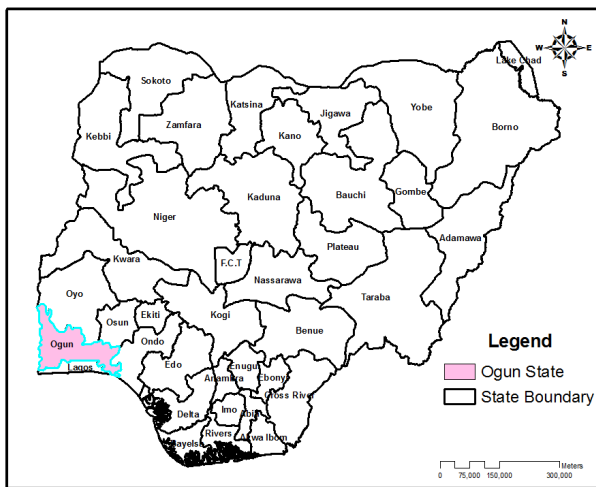 N
W E
S
Lake Chad
Sokoto
Katsina
Yobe
Jigawa
Zamfara
Borno
Kebbi
Kano
Kaduna
Bauchi
Gombe
Niger
Adamawa
Plateau
Kwara
F.C.T
Nassarawa
Oyo
Taraba
Kogi
Osun
Ekiti
Benue
Ondo
Ogun
Lagos
Edo
Enugu
Anambra
Ebony
Cross River
Imo
Abia
Delta
Rivers
Akwa Ibom
Bayelsa
Legend
Ogun State
State Boundary
Meters
0 75,000 150,000 300,000